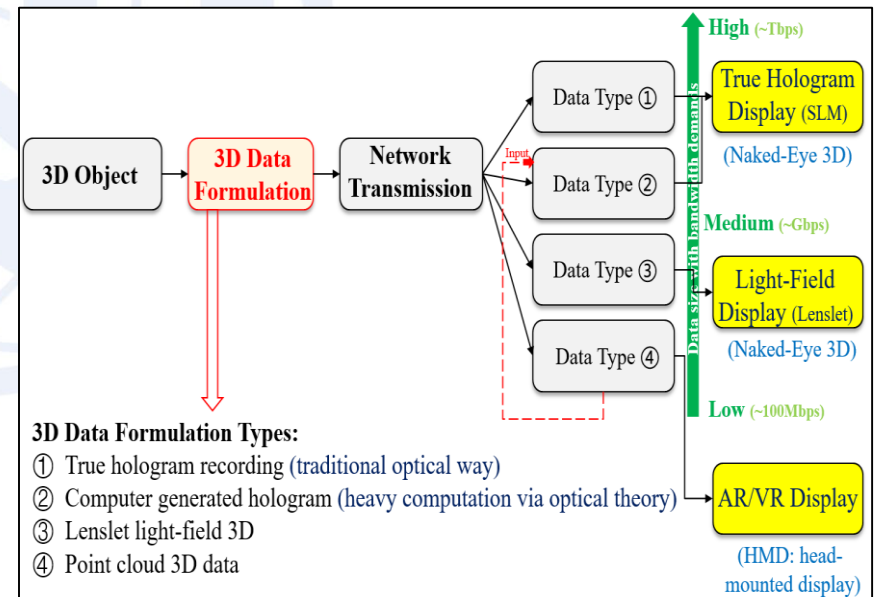 3D Object
3D Data
Formulation
Network
Transmission
Input
Data Type ①
Data Type ②
Data Type ③
Data Type ④
Data size with bandwidth demands
High (~Tbps)
Medium (~Gbps)
Low (~100Mbps)
True Hologram
Display (SLM)
(Naked-Eye 3D)
Light-Field
Display (Lenslet)
(Naked-Eye 3D)
AR/VR Display
(HMD: head-
mounted display)
3D Data Formulation Types:
① True hologram recording (traditional optical way)
② Computer generated hologram (heavy computation via optical theory)
③ Lenslet light-field 3D
④ Point cloud 3D data